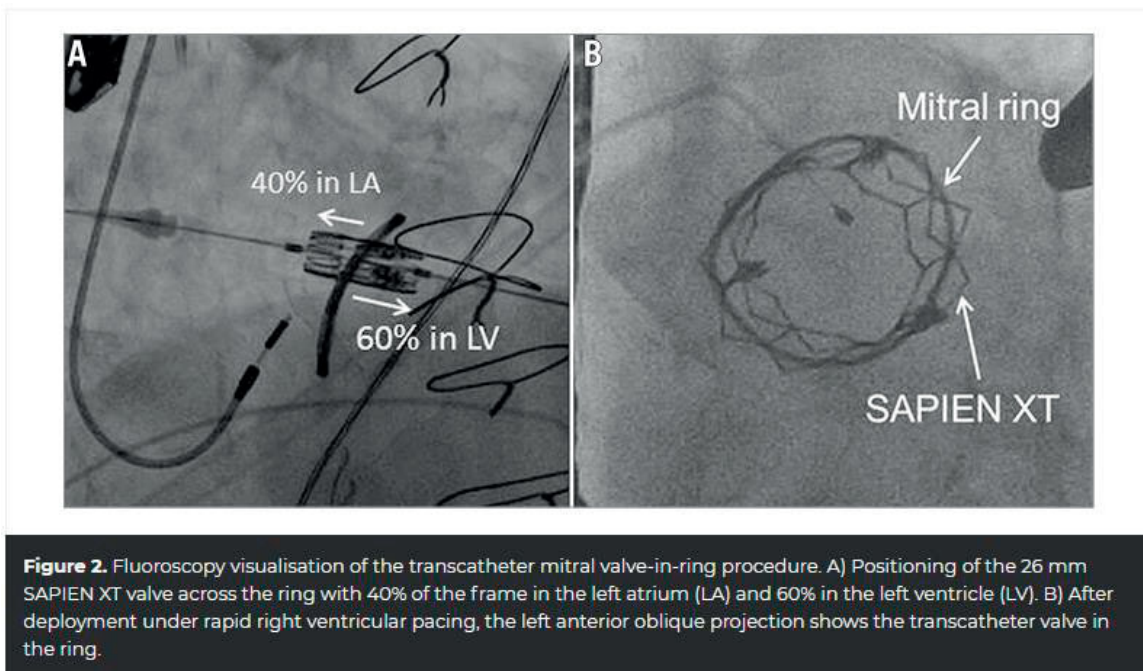 A
B
40% in LA
60% in LV
Mitral ring
SAPIEN XT
Figure 2. Fluoroscopy visualisation of the transcatheter mitral valve-in-ring procedure. A) Positioning of the 26 mm
SAPIEN XT valve across the ring with 40% of the frame in the left atrium (LA) and 60% in the left ventricle (LV). B) After
deployment under rapid right ventricular pacing, the left anterior oblique projection shows the transcatheter valve in
the ring.